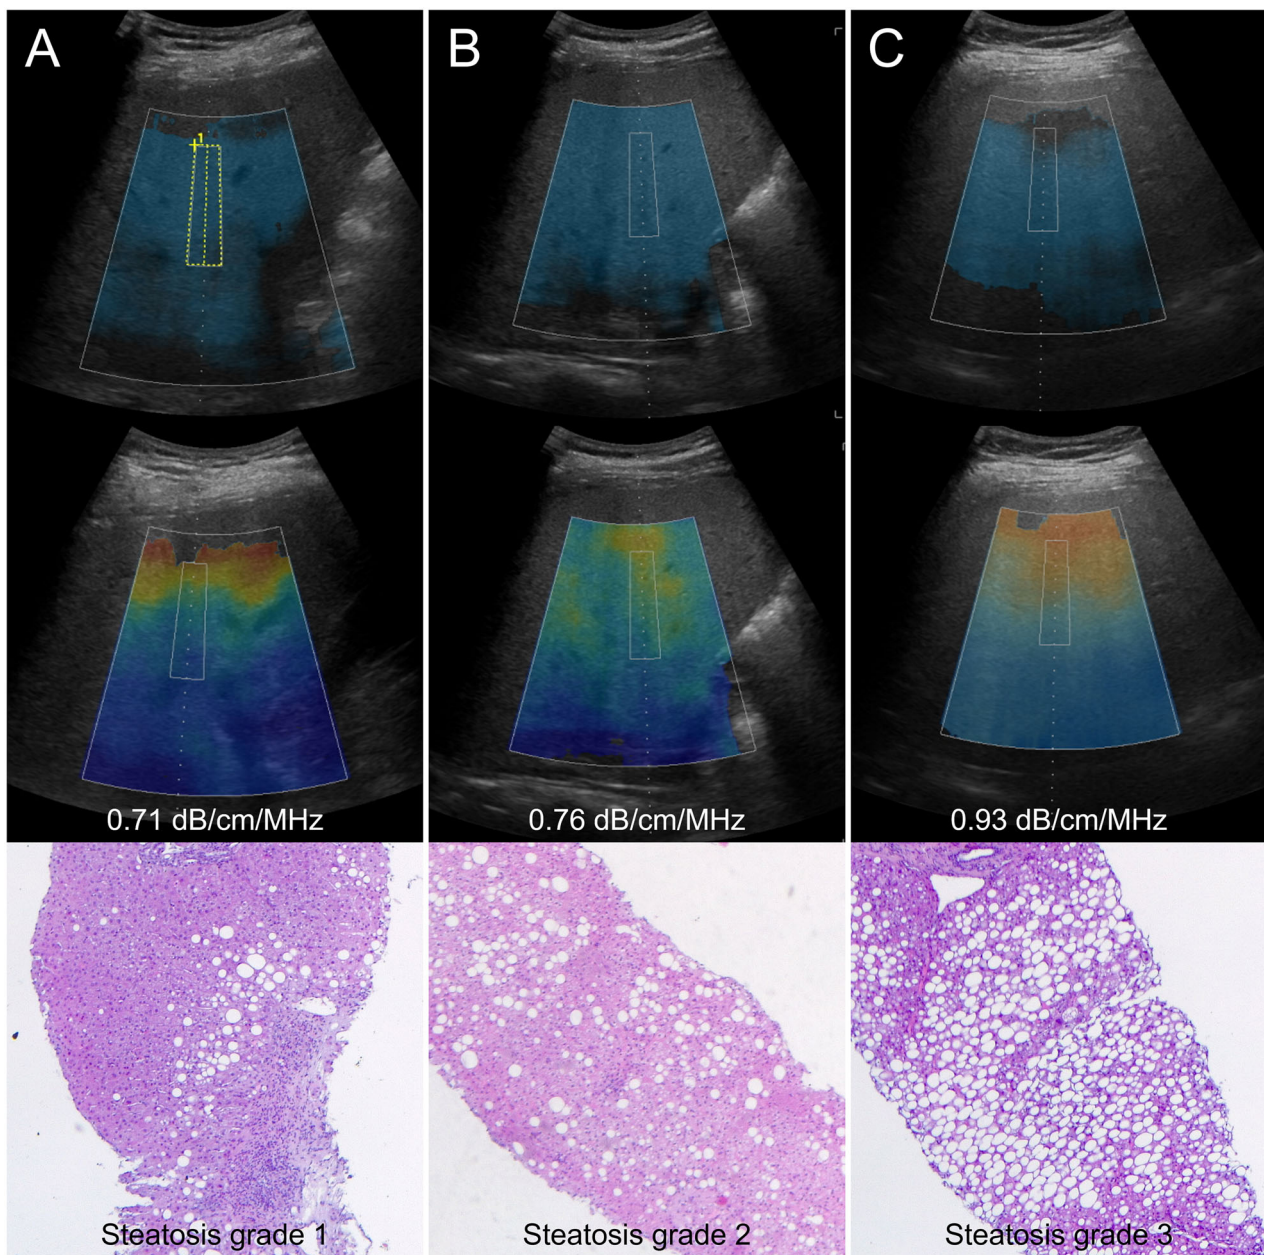 A
B
C
1
0.71 dB/cm/MHz
0.76 dB/cm/MHz
0.93 dB/cm/MHz
Steatosis grade 1
Steatosis grade 2
Steatosis grade 3